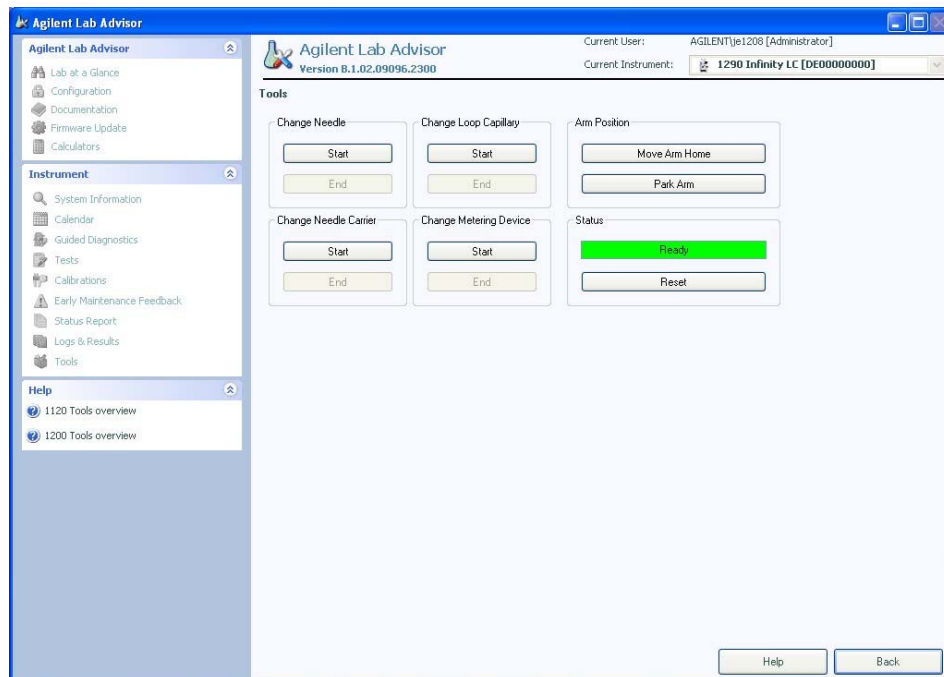 Agilent Lab Advisor
Agilent Lab Advisor
Lab at a Glance
Configuration
Documentation
Firmware Update
Calculators
Instrument
System Information
Calendar
Guided Diagnostics
Tests
Calibrations
Early Maintenance Feedback
Status Report
Logs & Results
Tools
Help
1120 Tools overview
1200 Tools overview
Agilent Lab Advisor
Version B.1.02.09096.2300
Current User: AGILENT\je1208 [Administrator]
Current Instrument: 1290 Infinity LC [DE00000000]
Tools
Change Needle
Start
End
Change Loop Capillary
Start
End
Arm Position
Move Arm Home
Park Arm
Change Needle Carrier
Start
End
Change Metering Device
Start
End
Status
Ready
Reset
Help
Back